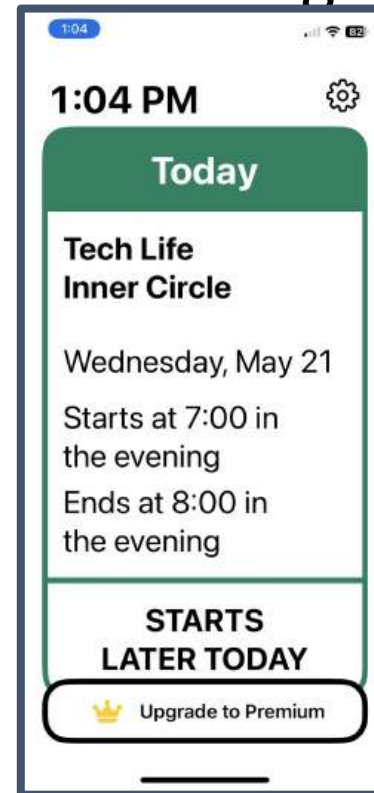 1:04
82
1:04 PM
Today
Tech Life
Inner Circle
Wednesday, May 21
Starts at 7:00 in
the evening
Ends at 8:00 in
the evening
STARTS
LATER TODAY
Upgrade to Premium